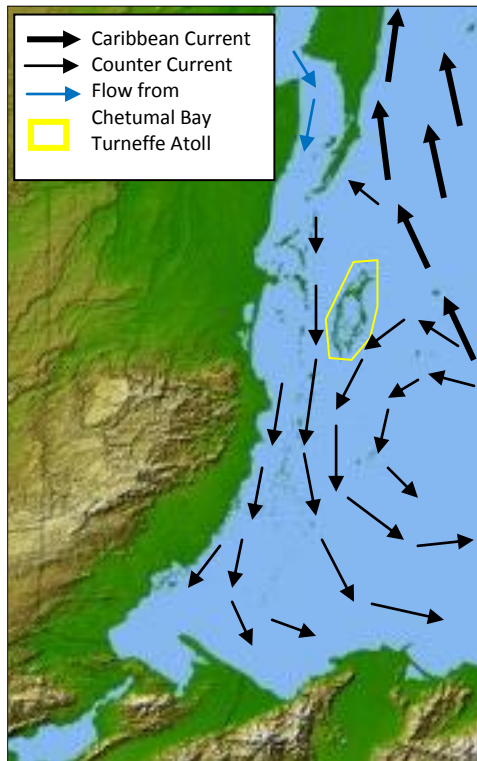 Caribbean Current
Counter Current
Flow from
Chetumal Bay
Turneffe Atoll